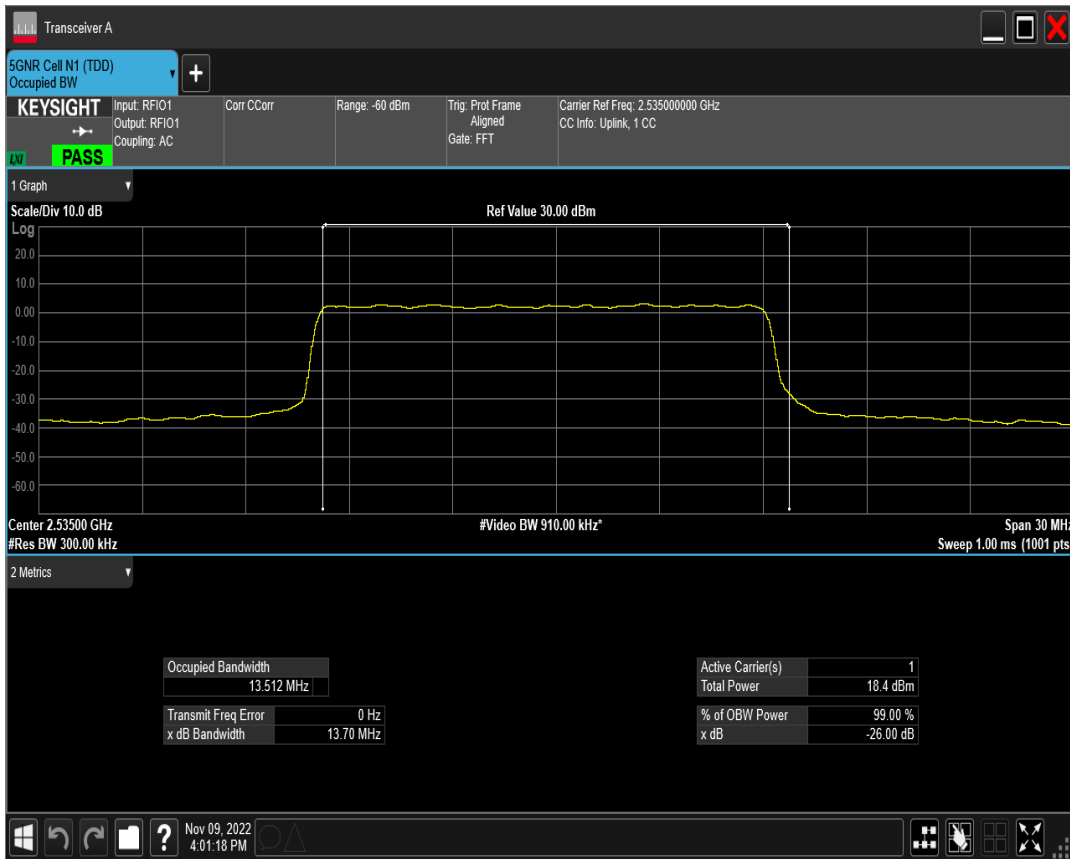 Transceiver A
5GNR Cell N1 (TDD)
Occupied BW
+
KEYSIGHT
LXI
PASS
Input: RFIO1
Output: RFIO1
Coupling: AC
Corr CCorr
Range: -60 dBm
Trig: Prot Frame
Aligned
Gate: FFT
Carrier Ref Freq: 2.535000000 GHz
CC Info: Uplink, 1 CC
1 Graph
Scale/Div 10.0 dB
Ref Value 30.00 dBm
Log
20.0
10.0
0.00
-10.0
-20.0
-30.0
-40.0
-50.0
-60.0
Center 2.53500 GHz
#Video BW 910.00 kHz*
Span 30 MHz
#Res BW 300.00 kHz
Sweep 1.00 ms (1001 pts
2 Metrics
Occupied Bandwidth
13.512 MHz
Transmit Freq Error 0 Hz
x dB Bandwidth 13.70 MHz
Active Carrier(s) 1
Total Power 18.4 dBm
% of OBW Power 99.00 %
x dB -26.00 dB
?
Nov 09, 2022
4:01:18 PM